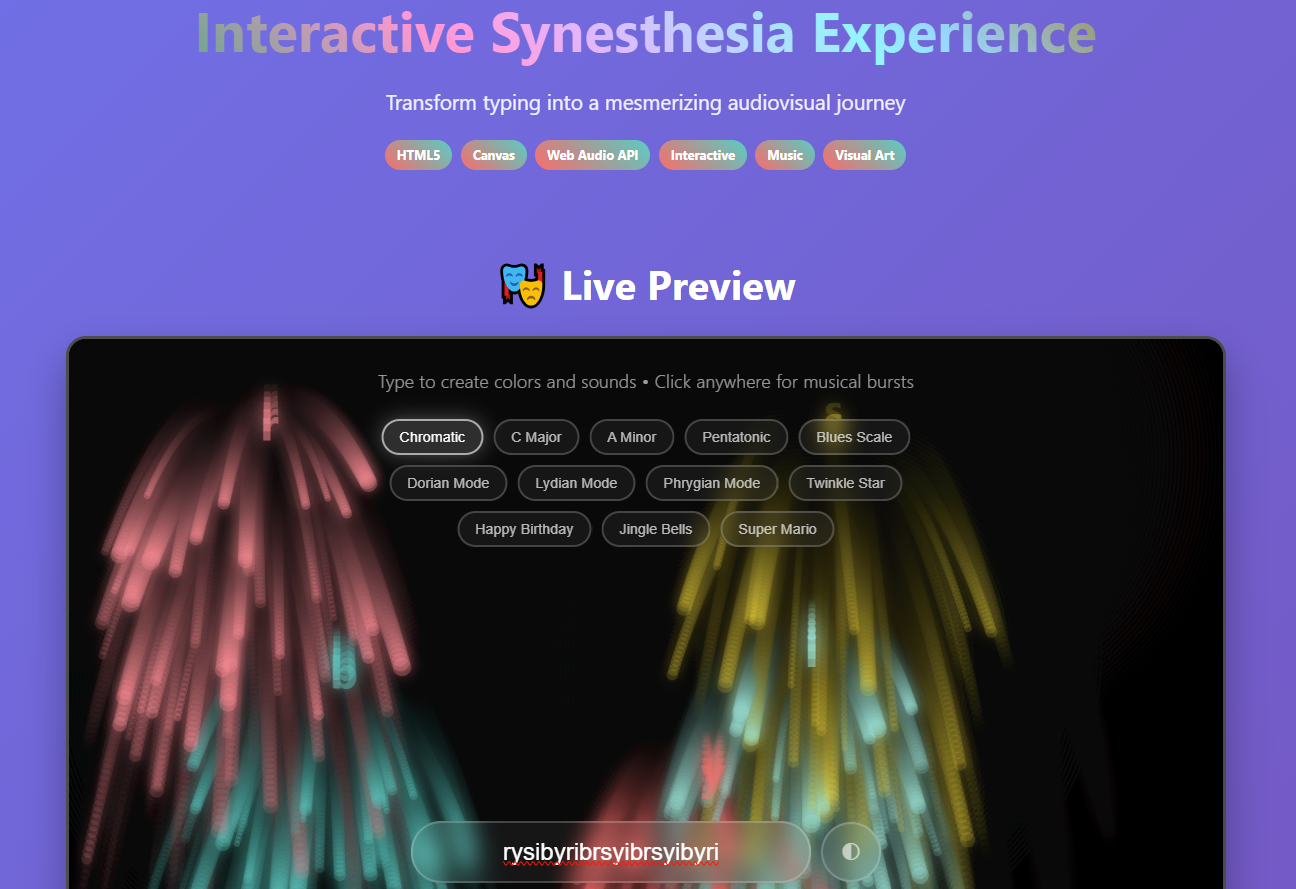 Interactive Synesthesia Experience
Transform typing into a mesmerizing audiovisual journey
HTML5 Canvas Web Audio API Interactive Music Visual Art
Live Preview
Type to create colors and sounds • Click anywhere for musical bursts
Chromatic C Major A Minor Pentatonic Blues Scale
Dorian Mode Lydian Mode Phrygian Mode Twinkle Star
Happy Birthday Jingle Bells Super Mario
s
b
rysibyribrsyibrsyibyri